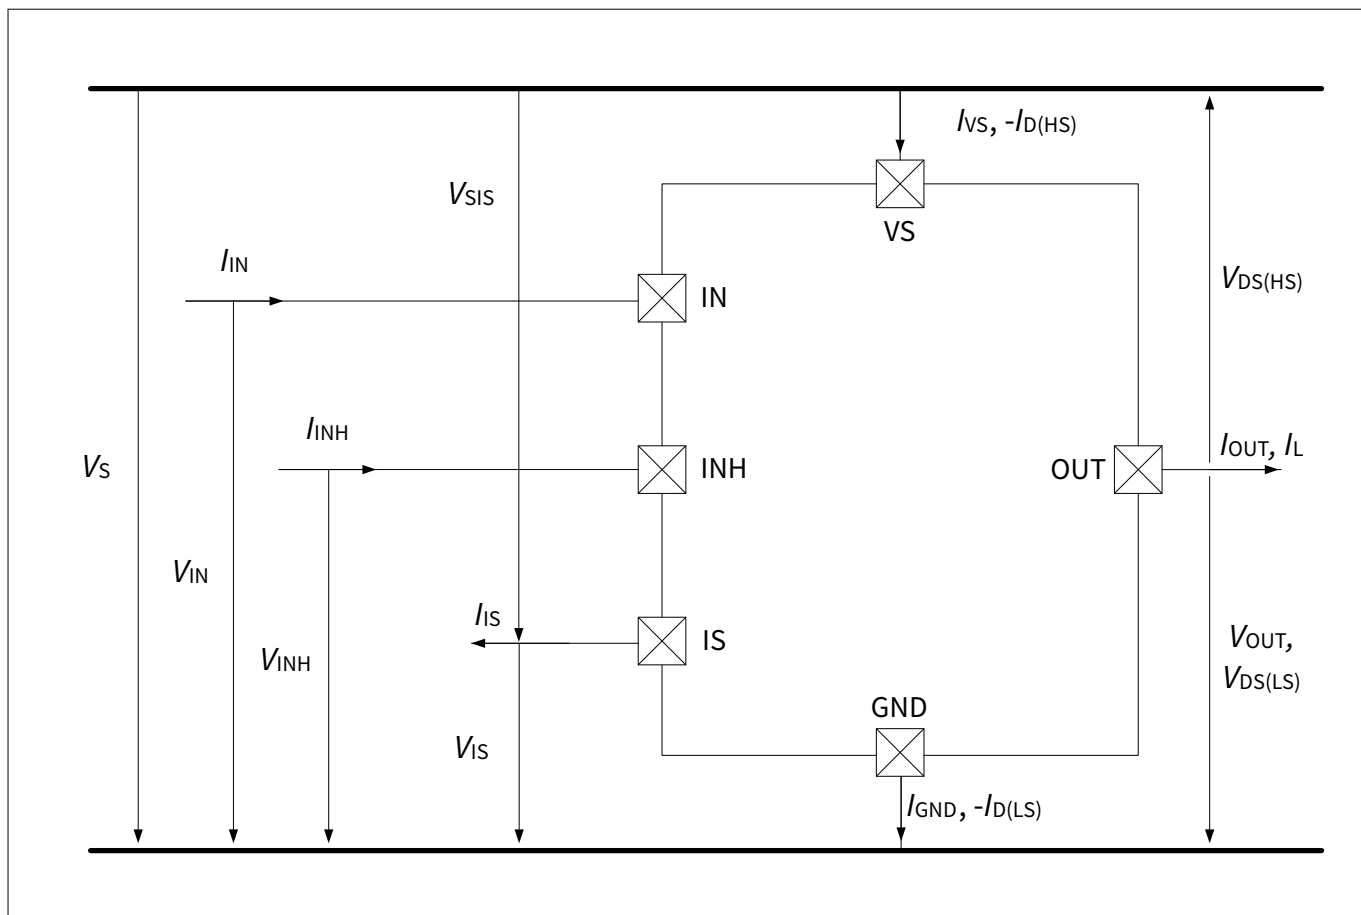 IVS, -ID(HS)
VSIS
VS
IIN
IN
VDS(HS)
IINH
INH
OUT
IOUT, IL
VS
VIN
IIS
IS
VOUT,
VINH
VDS(LS)
GND
VIS
IGND, -ID(LS)